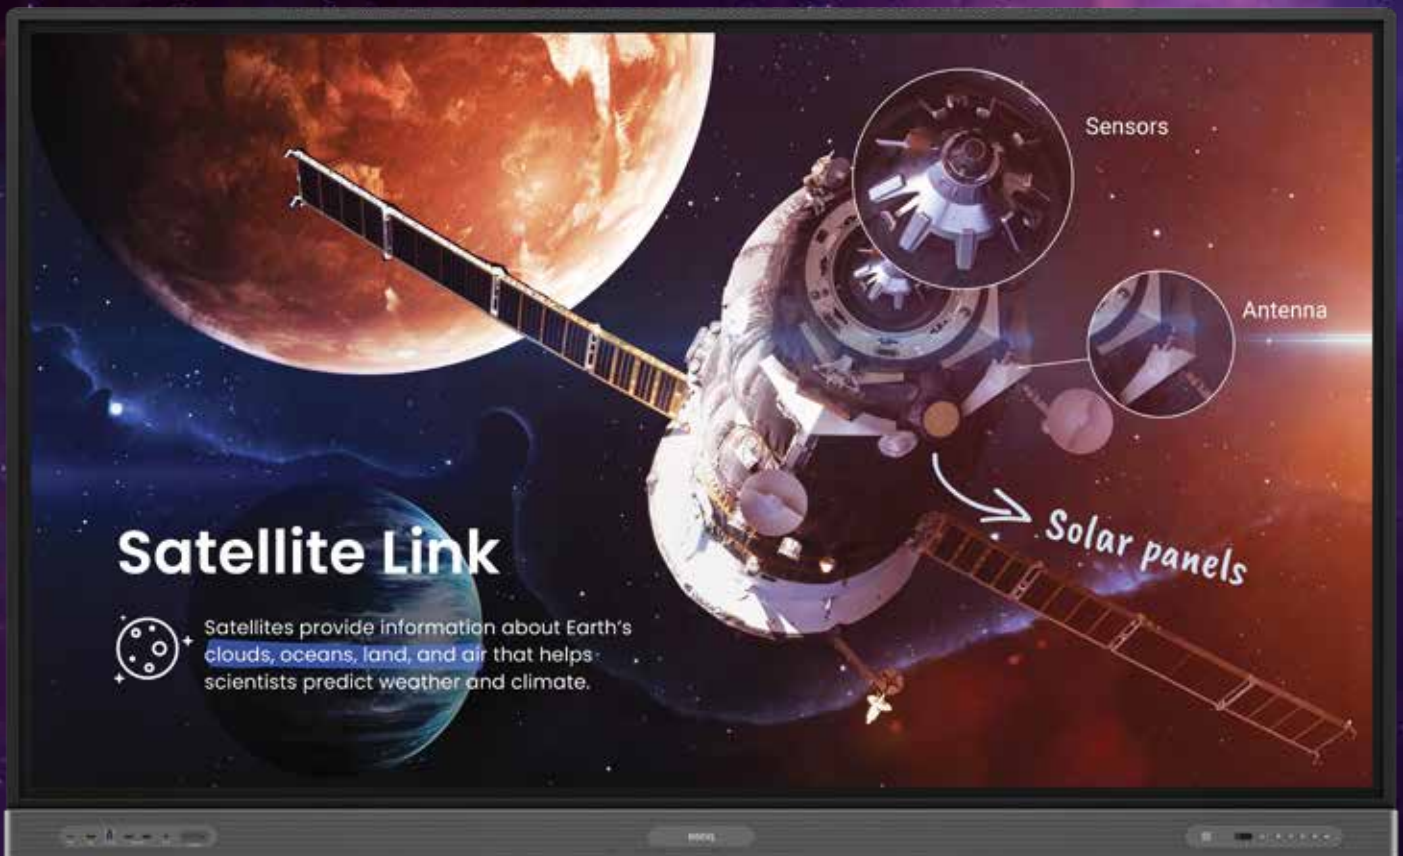 Sensors
Antenna
Solar panels
Satellite Link
Satellites provide information about Earth's
clouds, oceans, land, and air that helps
scientists predict weather and climate.
BenQ